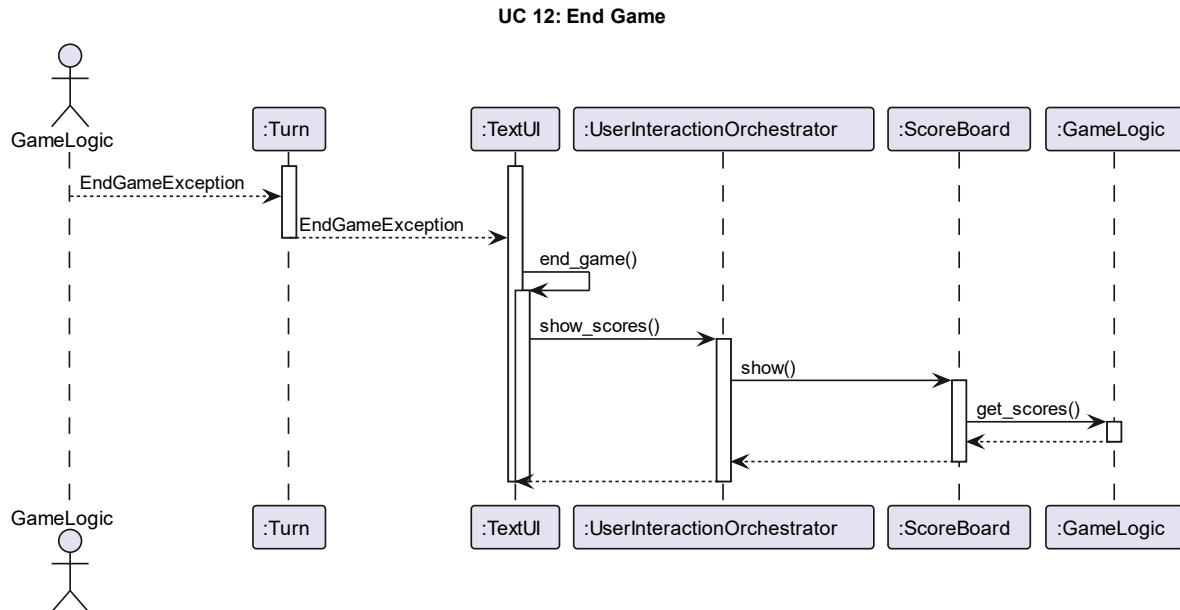 UC 12: End Game
GameLogic
:Turn
:TextUI
:UserInteractionOrchestrator
:ScoreBoard
:GameLogic
EndGameException
EndGameException
end_game()
show_scores()
show()
get_scores()
GameLogic
:Turn
:TextUI
:UserInteractionOrchestrator
:ScoreBoard
:GameLogic